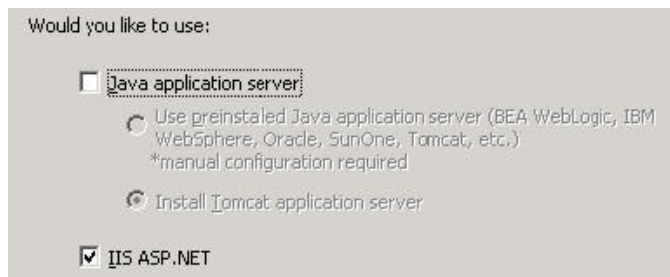 Would you like to use:
Java application server
Use preinstaled Java application server (BEA WebLogic, IBM
WebSphere, Oracle, SunOne, Tomcat, etc.)
*manual configuration required
Install Tomcat application server
IIS ASP.NET